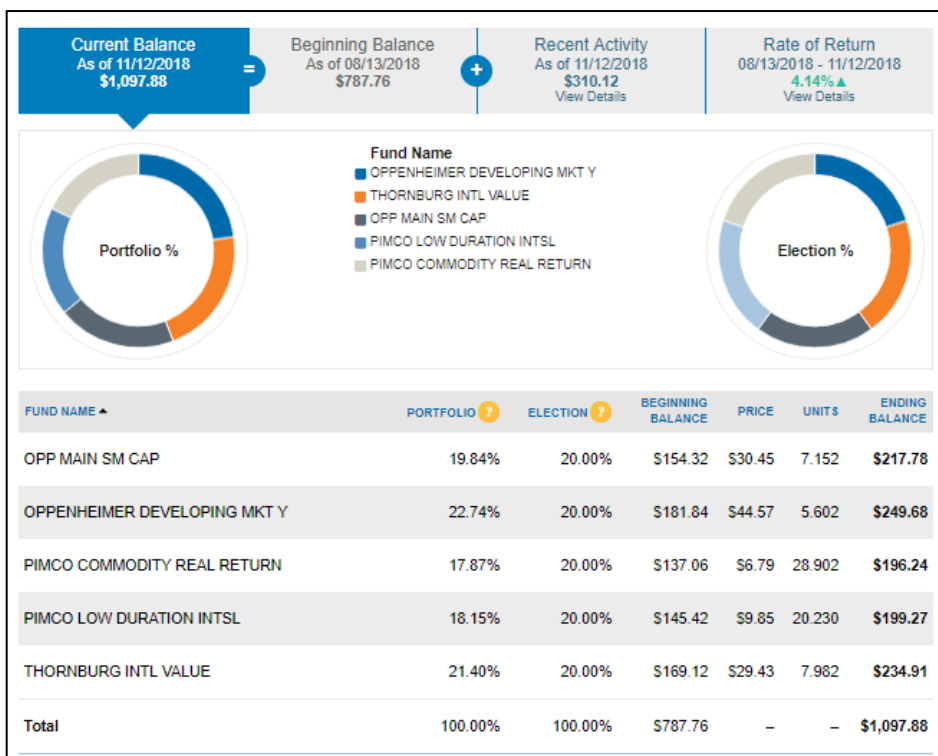 Current Balance
As of 11/12/2018
$1,097.88
=
Beginning Balance
As of 08/13/2018
$787.76
+
Recent Activity
As of 11/12/2018
$310.12
View Details
Rate of Return
08/13/2018 - 11/12/2018
4.14%▲
View Details
Portfolio %
Fund Name
OPPENHEIMER DEVELOPING MKT Y
THORNBURG INTL VALUE
OPP MAIN SM CAP
PIMCO LOW DURATION INTSL
PIMCO COMMODITY REAL RETURN
Election %
FUND NAME ▲ PORTFOLIO ? ELECTION ? BEGINNING BALANCE PRICE UNITS ENDING BALANCE
OPP MAIN SM CAP 19.84% 20.00% $154.32 $30.45 7.152 $217.78
OPPENHEIMER DEVELOPING MKT Y 22.74% 20.00% $181.84 $44.57 5.602 $249.68
PIMCO COMMODITY REAL RETURN 17.87% 20.00% $137.06 $6.79 28.902 $196.24
PIMCO LOW DURATION INTSL 18.15% 20.00% $145.42 $9.85 20.230 $199.27
THORNBURG INTL VALUE 21.40% 20.00% $169.12 $29.43 7.982 $234.91
Total 100.00% 100.00% $787.76 – – $1,097.88